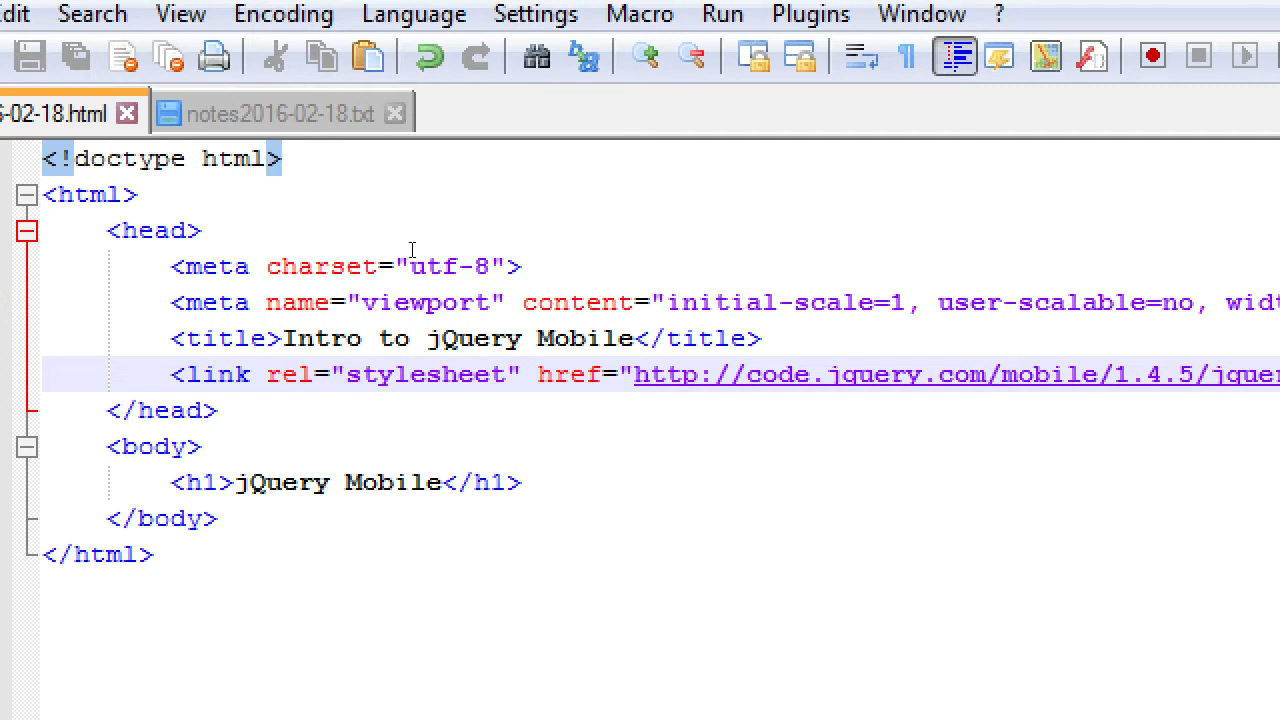 Edit Search View Encoding Language Settings Macro Run Plugins Window ?
-02-18.html notes2016-02-18.txt
<!doctype html>
<html>
<head>
<meta charset="utf-8">
<meta name="viewport" content="initial-scale=1, user-scalable=no, widt
<title>Intro to jQuery Mobile</title>
<link rel="stylesheet" href="http://code.jquery.com/mobile/1.4.5/jquer
</head>
<body>
<h1>jQuery Mobile</h1>
</body>
</html>